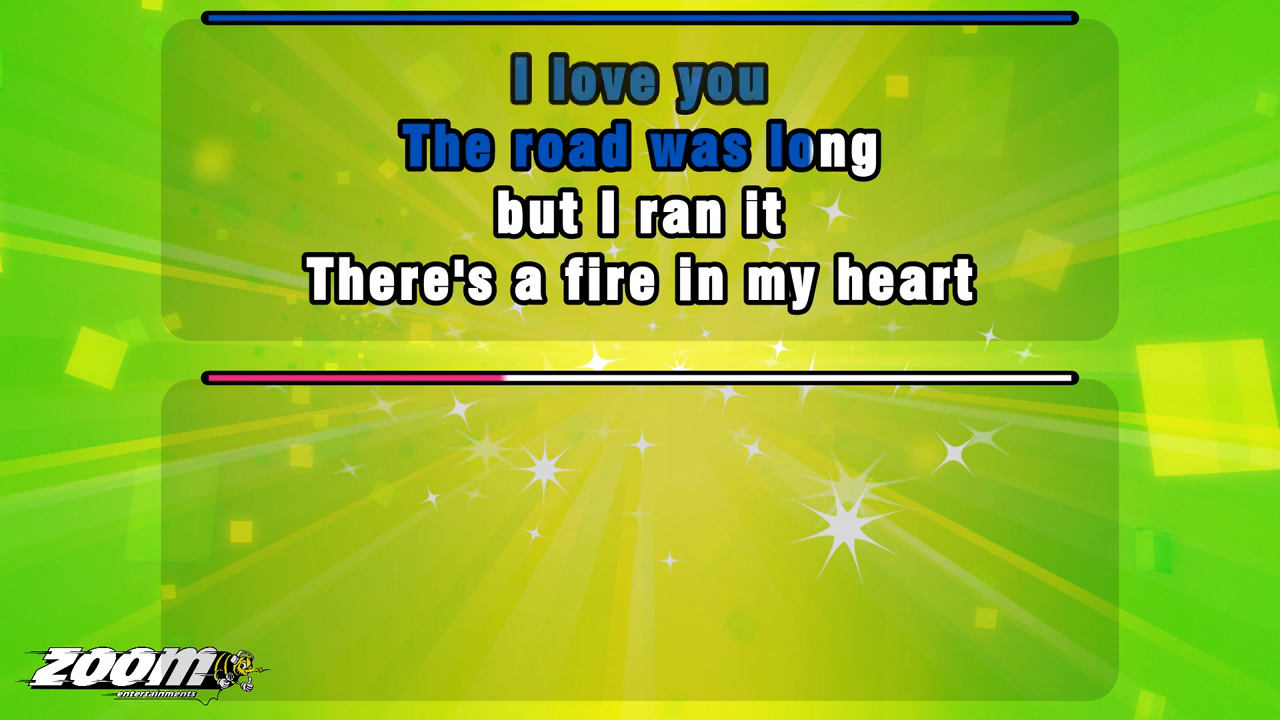 I love you
The road was long
but I ran it
There's a fire in my heart
ZOOM
entertainments